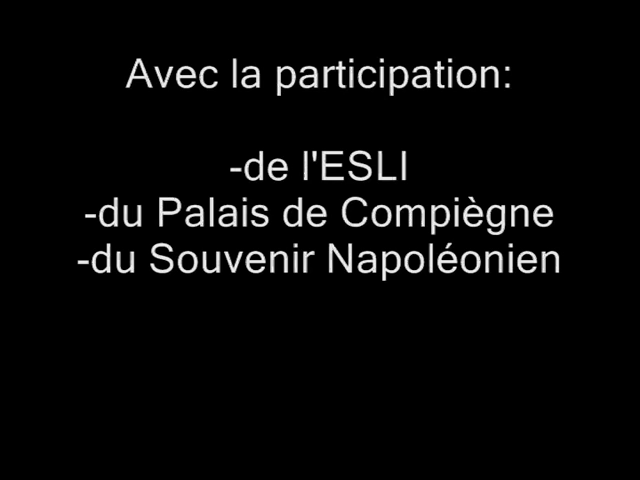 Avec la participation:
-de l'ESLI
-du Palais de Compiègne
-du Souvenir Napoléonien